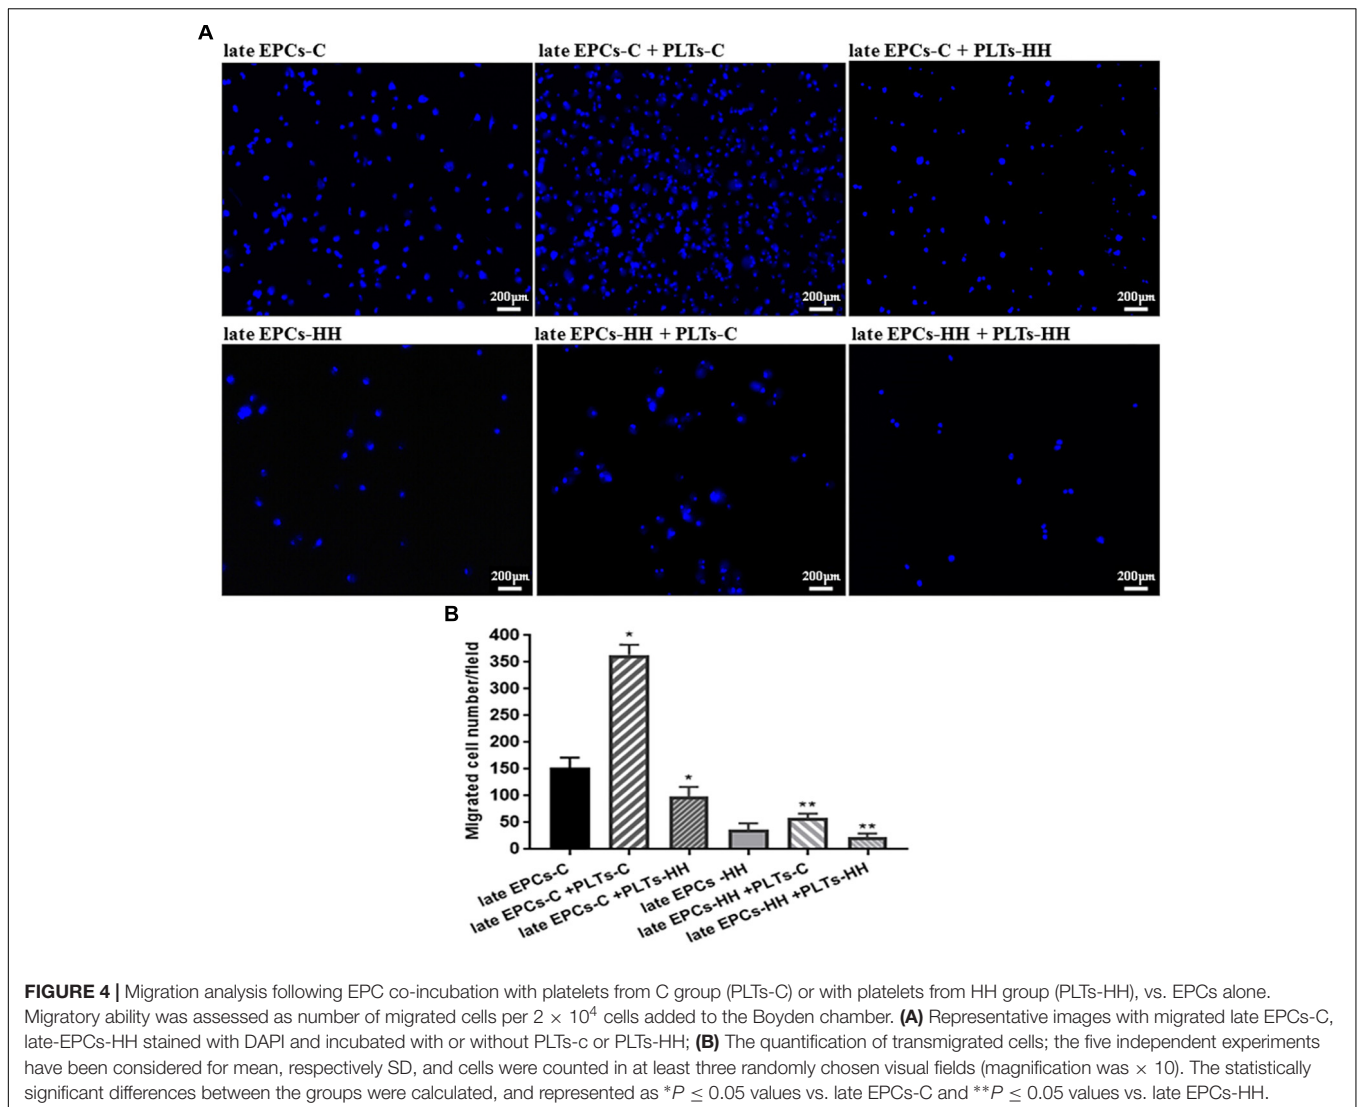 A
late EPCs-C
late EPCs-C + PLTs-C
late EPCs-C + PLTs-HH
200µm
200µm
200µm
late EPCs-HH
late EPCs-HH + PLTs-C
late EPCs-HH + PLTs-HH
200µm
200µm
200µm
B
Migrated cell number/field
400
350
300
250
200
150
100
50
0
*
*
**
**
late EPCs-C
late EPCs-C +PLTs-C
late EPCs-C +PLTs-HH
late EPCs -HH
late EPCs-HH +PLTs-C
late EPCs-HH +PLTs-HH
FIGURE 4 | Migration analysis following EPC co-incubation with platelets from C group (PLTs-C) or with platelets from HH group (PLTs-HH), vs. EPCs alone.
Migratory ability was assessed as number of migrated cells per 2 × 10⁴ cells added to the Boyden chamber. (A) Representative images with migrated late EPCs-C,
late-EPCs-HH stained with DAPI and incubated with or without PLTs-c or PLTs-HH; (B) The quantification of transmigrated cells; the five independent experiments
have been considered for mean, respectively SD, and cells were counted in at least three randomly chosen visual fields (magnification was × 10). The statistically
significant differences between the groups were calculated, and represented as *P ≤ 0.05 values vs. late EPCs-C and **P ≤ 0.05 values vs. late EPCs-HH.